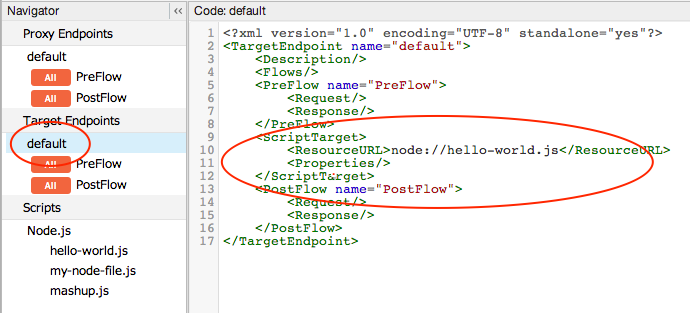 Navigator
<<
Proxy Endpoints
default
All PreFlow
All PostFlow
Target Endpoints
default
All PreFlow
All PostFlow
Scripts
Node.js
hello-world.js
my-node-file.js
mashup.js
Code: default
1 <?xml version="1.0" encoding="UTF-8" standalone="yes"?>
2 <TargetEndpoint name="default">
3     <Description/>
4     <Flows/>
5     <PreFlow name="PreFlow">
6         <Request/>
7         <Response/>
8     </PreFlow>
9     <ScriptTarget>
10         <ResourceURL>node://hello-world.js</ResourceURL>
11         <Properties/>
12     </ScriptTarget>
13     <PostFlow name="PostFlow">
14         <Request/>
15         <Response/>
16     </PostFlow>
17 </TargetEndpoint>